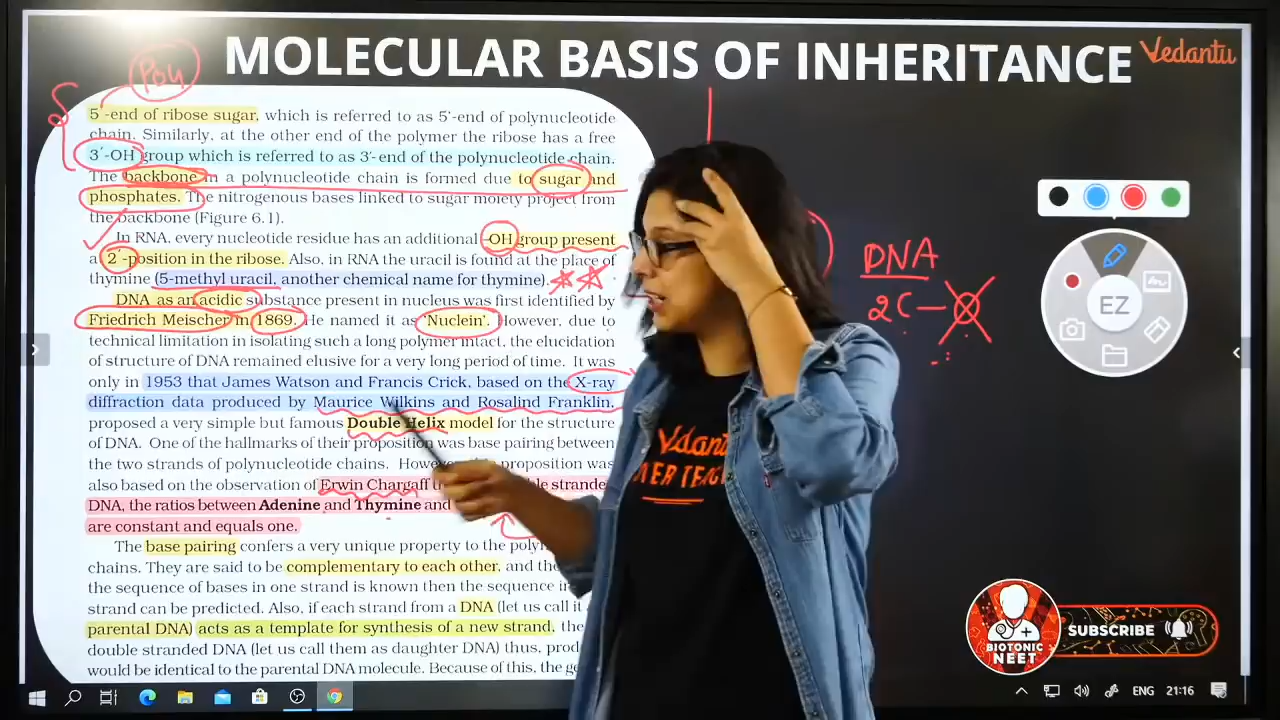 MOLECULAR BASIS OF INHERITANCE
Vedantu
PO4
5´-end of ribose sugar, which is referred to as 5'-end of polynucleotide
chain. Similarly, at the other end of the polymer the ribose has a free
3´-OH group which is referred to as 3'-end of the polynucleotide chain.
The backbone in a polynucleotide chain is formed due to sugar and
phosphates. The nitrogenous bases linked to sugar moiety project from
the backbone (Figure 6.1).
In RNA, every nucleotide residue has an additional –OH group present
a 2´-position in the ribose. Also, in RNA the uracil is found at the place of
thymine (5-methyl uracil, another chemical name for thymine).
DNA as an acidic substance present in nucleus was first identified by
Friedrich Meischer in 1869. He named it as 'Nuclein'. However, due to
technical limitation in isolating such a long polymer intact, the elucidation
of structure of DNA remained elusive for a very long period of time. It was
only in 1953 that James Watson and Francis Crick, based on the X-ray
diffraction data produced by Maurice Wilkins and Rosalind Franklin,
proposed a very simple but famous Double Helix model for the structure
of DNA. One of the hallmarks of their proposition was base pairing between
the two strands of polynucleotide chains. However proposition was
also based on the observation of Erwin Chargaff strande
DNA, the ratios between Adenine and Thymine and
are constant and equals one.
The base pairing confers a very unique property to the
chains. They are said to be complementary to each other, and the
the sequence of bases in one strand is known then the sequence in
strand can be predicted. Also, if each strand from a DNA (let us call it
parental DNA) acts as a template for synthesis of a new strand, the
double stranded DNA (let us call them as daughter DNA) thus, prod
would be identical to the parental DNA molecule. Because of this, the ge
DNA
2C
EZ
Vedant
TEAC
BIOTONIC
NEET
SUBSCRIBE
ENG 21:16